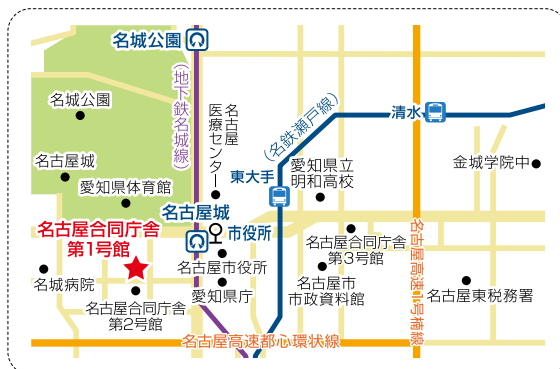 名城公園
(地下鉄名城線)
名城公園
名古屋
医療センター
(名鉄瀬戸線)
清水
名古屋城
愛知県体育館
東大手
愛知県立
明和高校
金城学院中
名古屋城
市役所
名古屋合同庁舎
第1号館
名古屋市役所
名古屋合同庁舎
第3号館
名城病院
愛知県庁
名古屋市
市政資料館
名古屋東税務署
名古屋合同庁舎
第2号館
名古屋高速1号楠線
名古屋高速都心環状線